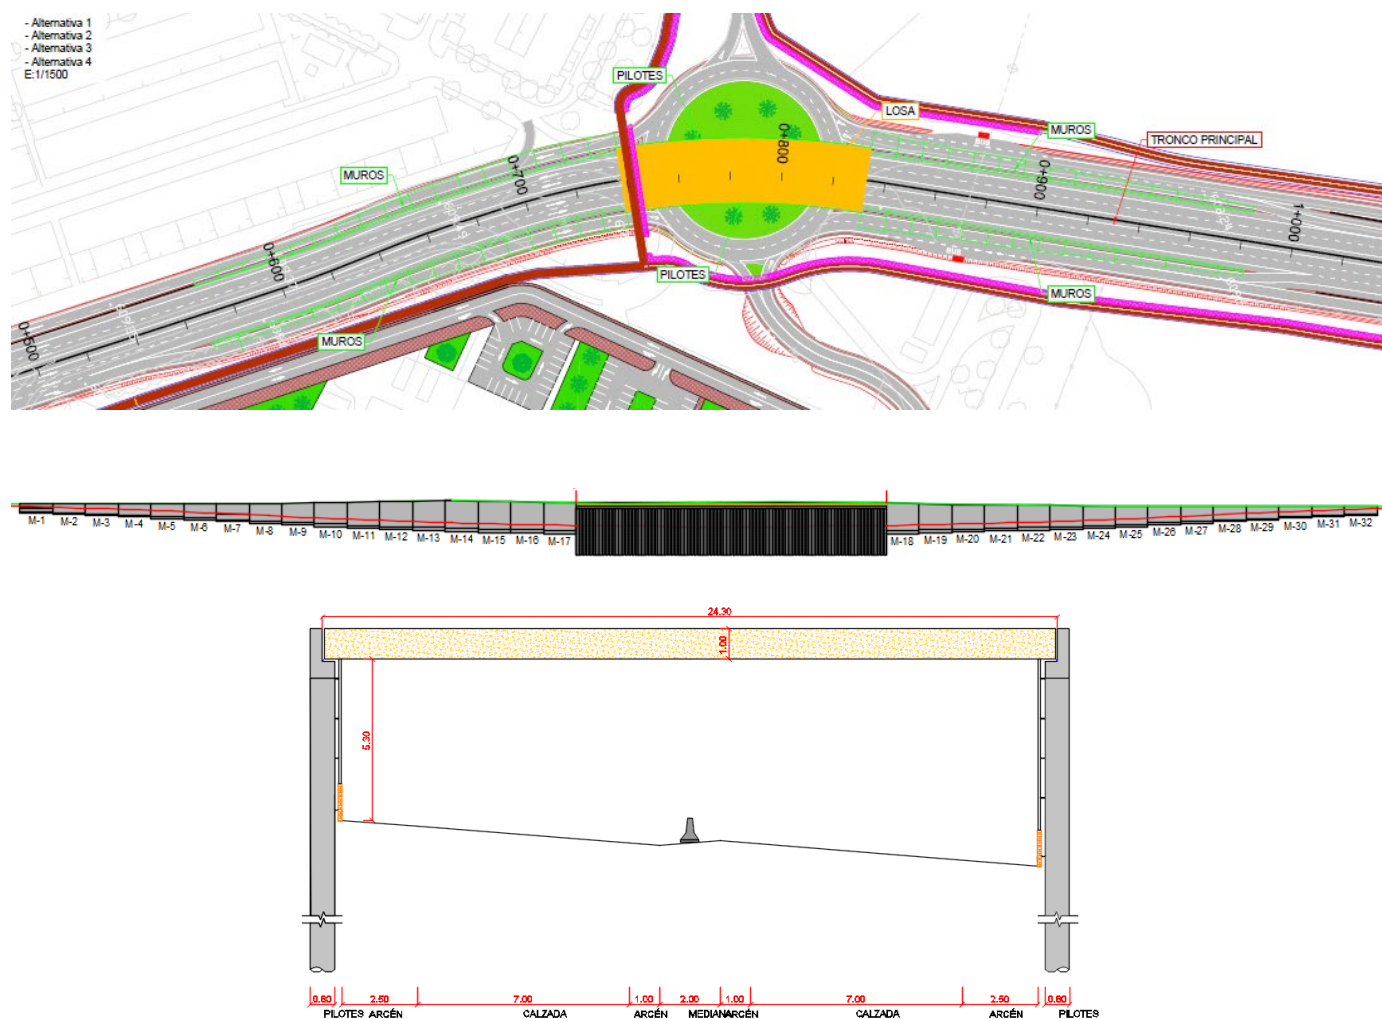 - Alternativa 1
- Alternativa 2
- Alternativa 3
- Alternativa 4
E:1/1500
PILOTES
LOSA
MUROS
TRONCO PRINCIPAL
MUROS
0+500
0+600
0+700
0+800
0+900
1+000
BUS
BUS
PILOTES
MUROS
MUROS
M-1 M-2 M-3 M-4 M-5 M-6 M-7 M-8 M-9 M-10 M-11 M-12 M-13 M-14 M-15 M-16 M-17 M-18 M-19 M-20 M-21 M-22 M-23 M-24 M-25 M-26 M-27 M-28 M-29 M-30 M-31 M-32
24.30
1.00
5.30
0.80 2.50 7.00 1.00 2.00 1.00 7.00 2.50 0.80
PILOTES ARCÉN CALZADA ARCÉN MEDIANA ARCÉN CALZADA ARCÉN PILOTES